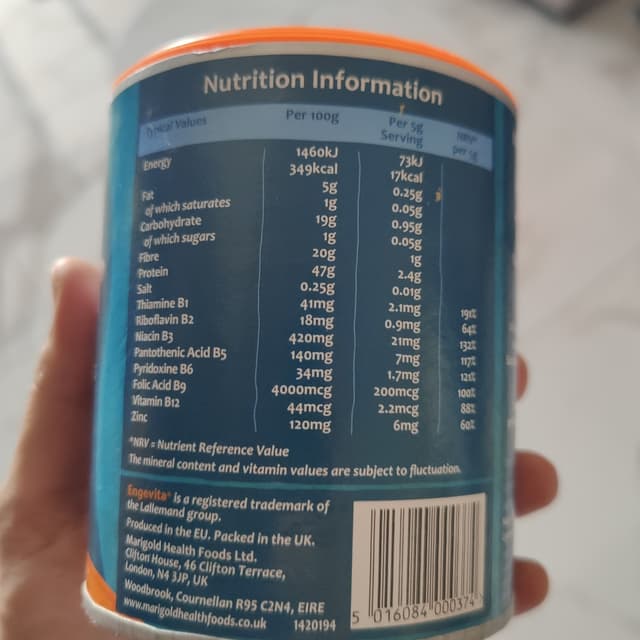 Nutrition Information
Typical Values Per 100g Per 5g Serving NRV* per 5g
Energy 1460kJ 73kJ
349kcal 17kcal
Fat 5g 0.25g
of which saturates 1g 0.05g
Carbohydrate 19g 0.95g
of which sugars 1g 0.05g
Fibre 20g 1g
Protein 47g 2.4g
Salt 0.25g 0.01g
Thiamine B1 41mg 2.1mg 191%
Riboflavin B2 18mg 0.9mg 64%
Niacin B3 420mg 21mg 132%
Pantothenic Acid B5 140mg 7mg 117%
Pyridoxine B6 34mg 1.7mg 121%
Folic Acid B9 4000mcg 200mcg 100%
Vitamin B12 44mcg 2.2mcg 88%
Zinc 120mg 6mg 60%
*NRV = Nutrient Reference Value
The mineral content and vitamin values are subject to fluctuation.
Engevita® is a registered trademark of
the Lallemand group.
Produced in the EU. Packed in the UK.
Marigold Health Foods Ltd.
Clifton House, 46 Clifton Terrace,
London, N4 3JP, UK
Woodbrook, Cournellan R95 C2N4, EIRE
www.marigoldhealthfoods.co.uk 1420194
5 016084 000374